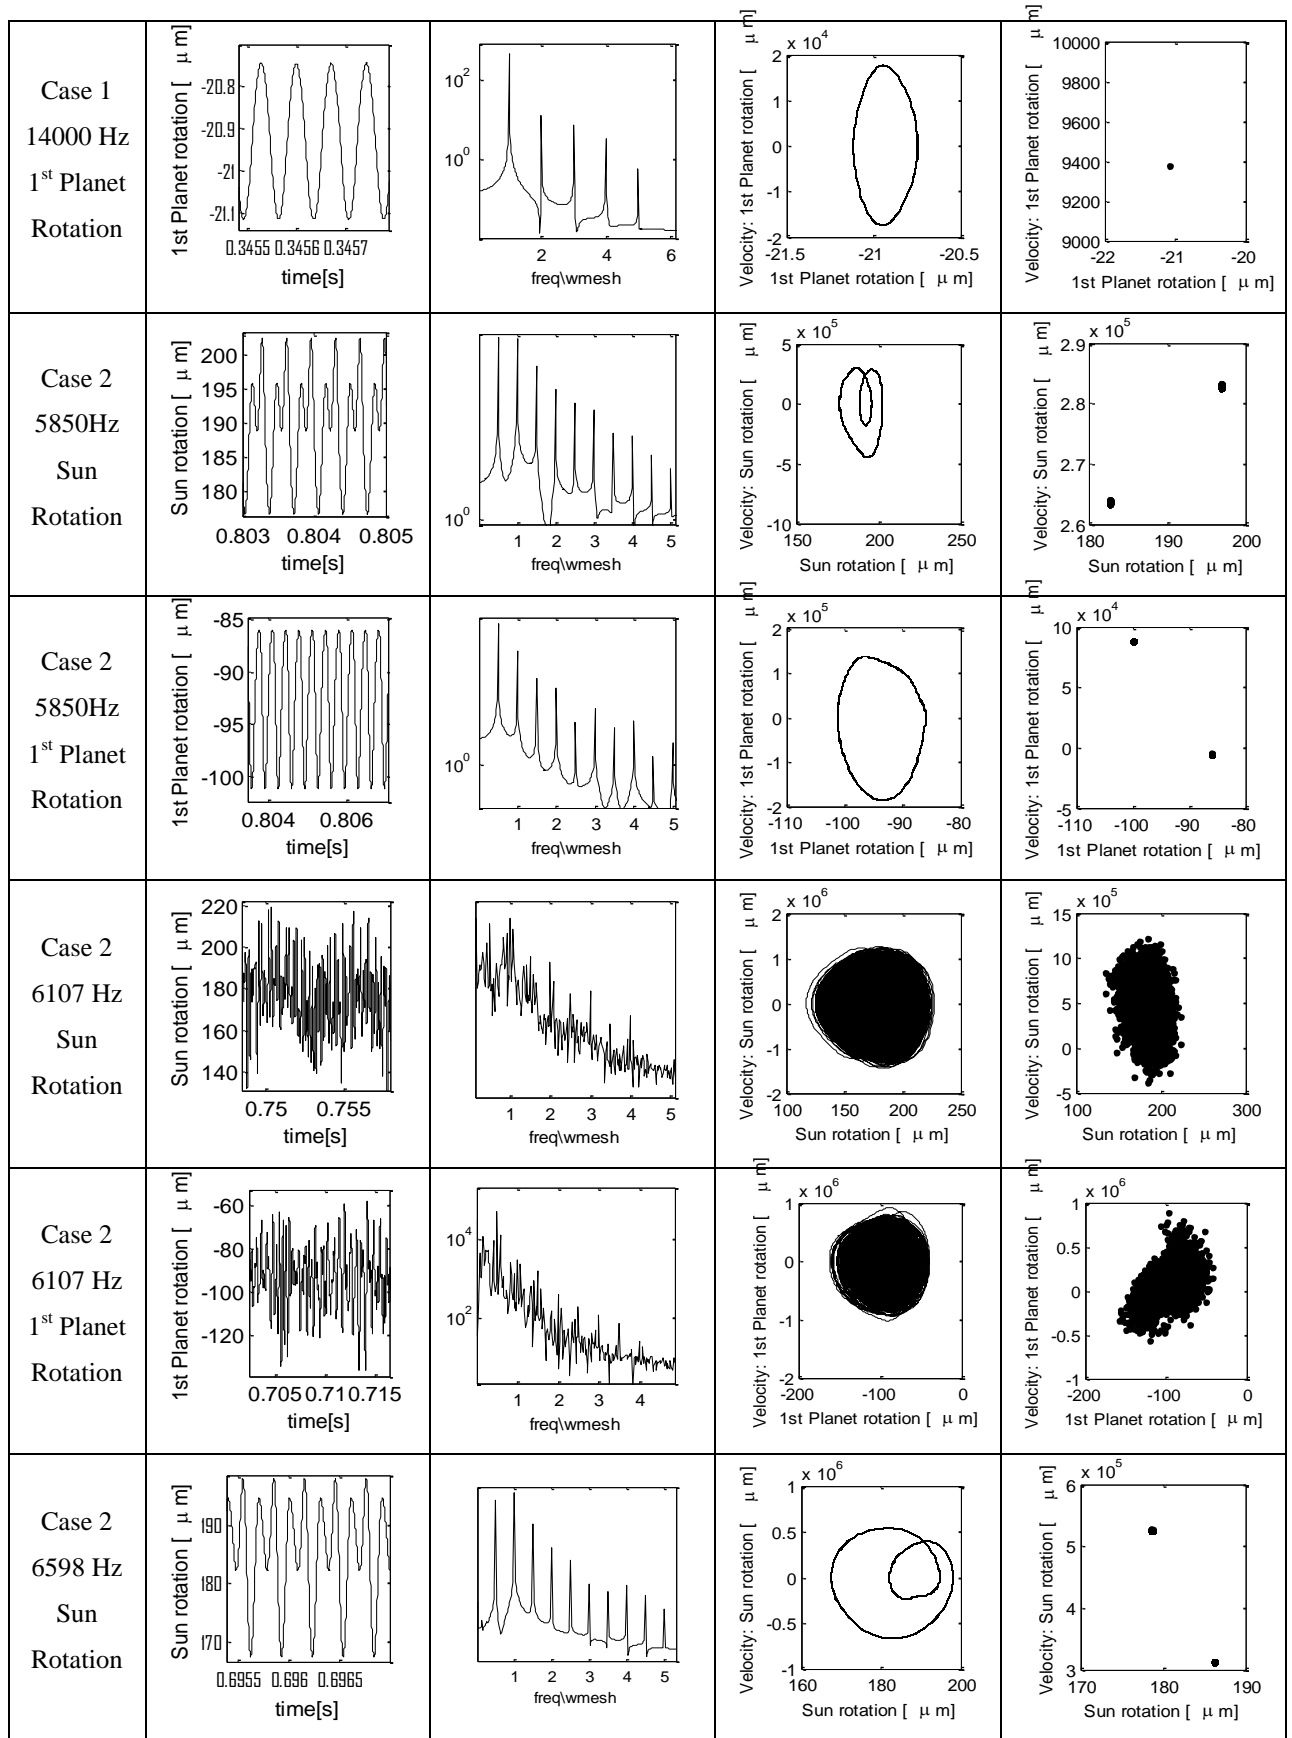 Case 1
14000 Hz
1st Planet
Rotation
1st Planet rotation [ μ m]
-20.8
-20.9
-21
-21.1
0.3455 0.3456 0.3457
time[s]
10^2
10^0
2 4 6
freq\wmesh
Velocity: 1st Planet rotation [ μ m]
x 10^4
2
1
0
-1
-2
-21.5 -21 -20.5
1st Planet rotation [ μ m]
Velocity: 1st Planet rotation [ μ m]
10000
9800
9600
9400
9200
9000
-22 -21 -20
1st Planet rotation [ μ m]
Case 2
5850Hz
Sun
Rotation
Sun rotation [ μ m]
200
195
190
185
180
0.803 0.804 0.805
time[s]
10^0
1 2 3 4 5
freq\wmesh
Velocity: Sun rotation [ μ m]
x 10^5
5
0
-5
-10
150 200 250
Sun rotation [ μ m]
Velocity: Sun rotation [ μ m]
x 10^5
2.9
2.8
2.7
2.6
180 190 200
Sun rotation [ μ m]
Case 2
5850Hz
1st Planet
Rotation
1st Planet rotation [ μ m]
-85
-90
-95
-100
0.804 0.806
time[s]
10^0
1 2 3 4 5
freq\wmesh
Velocity: 1st Planet rotation [ μ m]
x 10^5
2
1
0
-1
-2
-110 -100 -90 -80
1st Planet rotation [ μ m]
Velocity: 1st Planet rotation [ μ m]
x 10^4
10
5
0
-5
-110 -100 -90 -80
1st Planet rotation [ μ m]
Case 2
6107 Hz
Sun
Rotation
Sun rotation [ μ m]
220
200
180
160
140
0.75 0.755
time[s]
1 2 3 4 5
freq\wmesh
Velocity: Sun rotation [ μ m]
x 10^6
2
1
0
-1
-2
100 150 200 250
Sun rotation [ μ m]
Velocity: Sun rotation [ μ m]
x 10^5
15
10
5
0
-5
100 200 300
Sun rotation [ μ m]
Case 2
6107 Hz
1st Planet
Rotation
1st Planet rotation [ μ m]
-60
-80
-100
-120
0.705 0.710 0.715
time[s]
10^4
10^2
1 2 3 4
freq\wmesh
Velocity: 1st Planet rotation [ μ m]
x 10^6
1
0
-1
-2
-200 -100 0
1st Planet rotation [ μ m]
Velocity: 1st Planet rotation [ μ m]
x 10^6
1
0.5
0
-0.5
-1
-200 -100 0
1st Planet rotation [ μ m]
Case 2
6598 Hz
Sun
Rotation
Sun rotation [ μ m]
190
180
170
0.6955 0.696 0.6965
time[s]
1 2 3 4 5
freq\wmesh
Velocity: Sun rotation [ μ m]
x 10^6
1
0.5
0
-0.5
-1
160 180 200
Sun rotation [ μ m]
Velocity: Sun rotation [ μ m]
x 10^5
6
5
4
3
170 180 190
Sun rotation [ μ m]